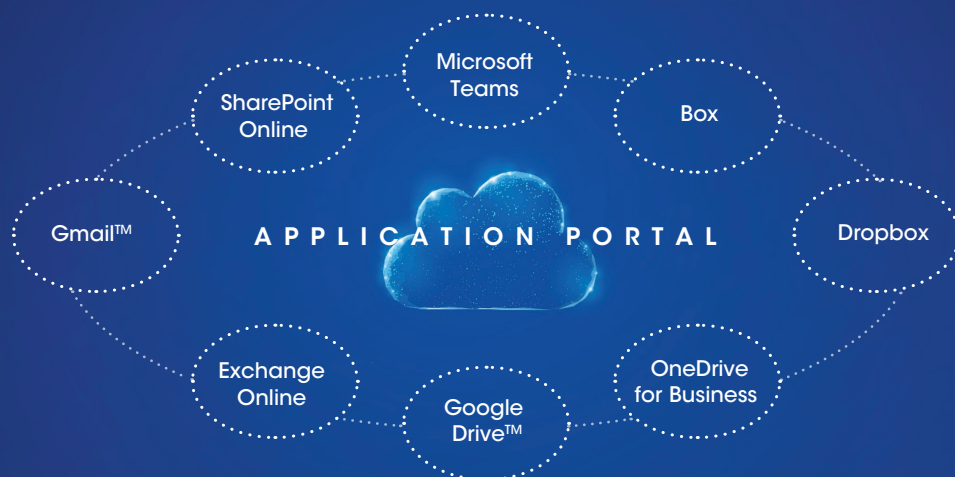 Microsoft
Teams
SharePoint
Online
Box
Gmail™
APPLICATION PORTAL
Dropbox
Exchange
Online
OneDrive
for Business
Google
Drive™